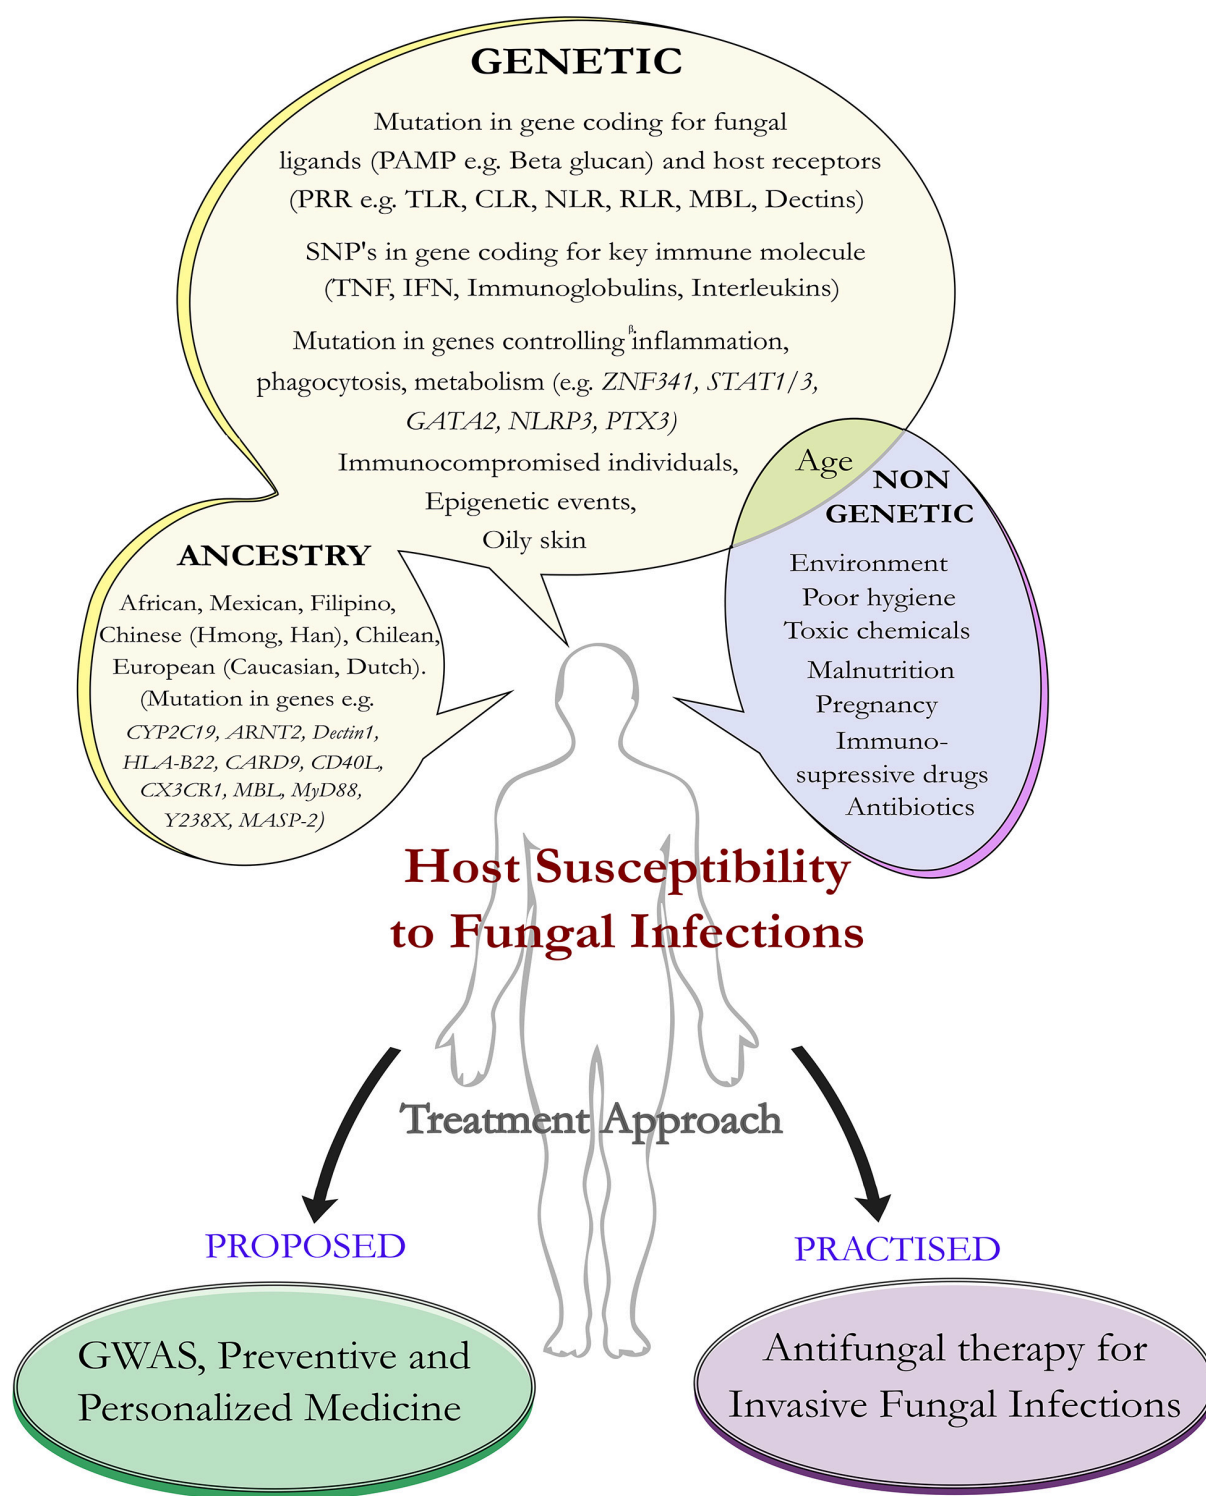 GENETIC
Mutation in gene coding for fungal
ligands (PAMP e.g. Beta glucan) and host receptors
(PRR e.g. TLR, CLR, NLR, RLR, MBL, Dectins)
SNP's in gene coding for key immune molecule
(TNF, IFN, Immunoglobulins, Interleukins)
β
Mutation in genes controlling inflammation,
phagocytosis, metabolism (e.g. ZNF341, STAT1/3,
GATA2, NLRP3, PTX3)
Immunocompromised individuals,
Epigenetic events,
Oily skin
Age
NON
GENETIC
Environment
Poor hygiene
Toxic chemicals
Malnutrition
Pregnancy
Immuno-
supressive drugs
Antibiotics
ANCESTRY
African, Mexican, Filipino,
Chinese (Hmong, Han), Chilean,
European (Caucasian, Dutch).
(Mutation in genes e.g.
CYP2C19, ARNT2, Dectin1,
HLA-B22, CARD9, CD40L,
CX3CR1, MBL, MyD88,
Y238X, MASP-2)
Host Susceptibility
to Fungal Infections
Treatment Approach
PROPOSED
GWAS, Preventive and
Personalized Medicine
PRACTISED
Antifungal therapy for
Invasive Fungal Infections